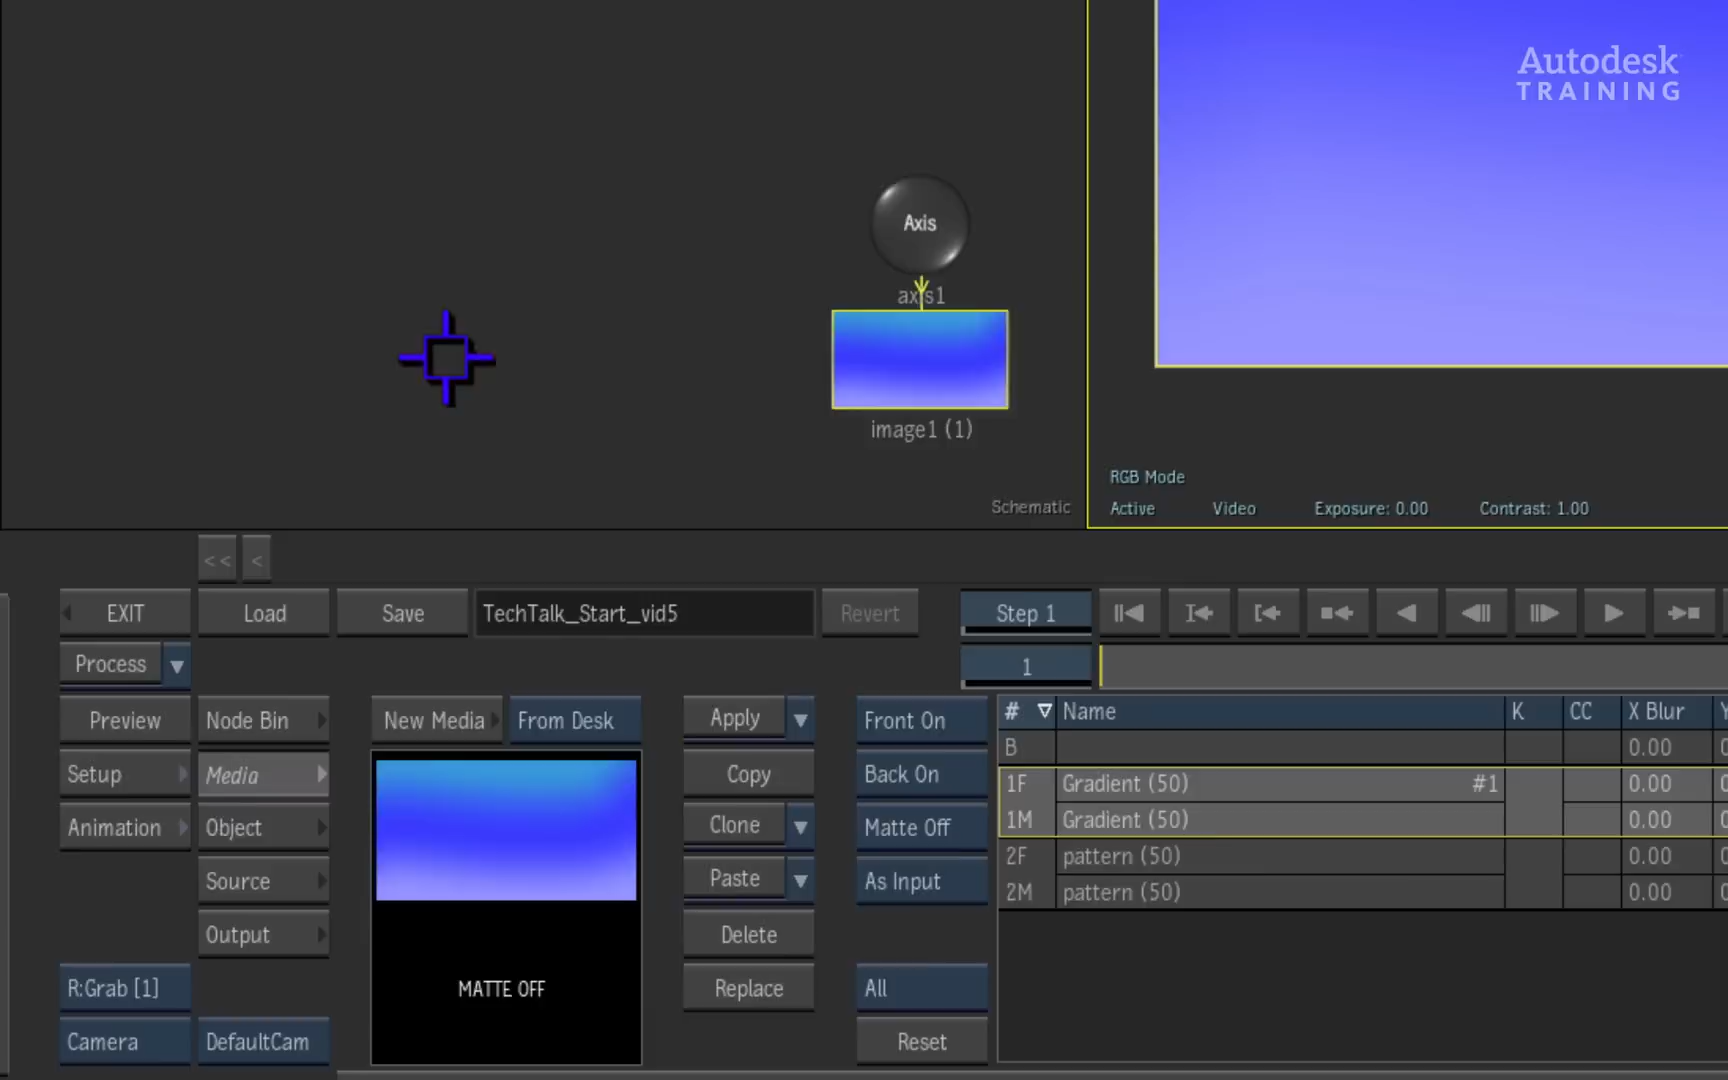 Autodesk
TRAINING
Axis
axis1
image1 (1)
Schematic
RGB Mode
Active Video Exposure: 0.00 Contrast: 1.00
<< <
EXIT Load Save TechTalk_Start_vid5 Revert Step 1
Process 1
Preview Node Bin New Media From Desk Apply Front On # Name K CC X Blur Y
B 0.00
Setup Media Copy Back On 1F Gradient (50) #1 0.00
Animation Object Clone Matte Off 1M Gradient (50) 0.00
2F pattern (50) 0.00
Source Paste As Input 2M pattern (50) 0.00
Output Delete
R:Grab [1] MATTE OFF Replace All
Camera DefaultCam Reset